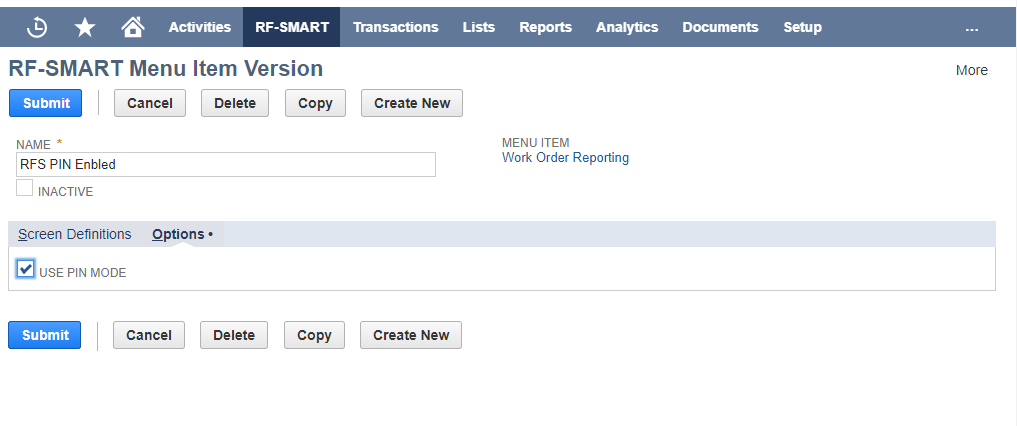 Activities RF-SMART Transactions Lists Reports Analytics Documents Setup ...
RF-SMART Menu Item Version
More
Submit Cancel Delete Copy Create New
NAME *
RFS PIN Enbled
INACTIVE
MENU ITEM
Work Order Reporting
Screen Definitions Options •
USE PIN MODE
Submit Cancel Delete Copy Create New